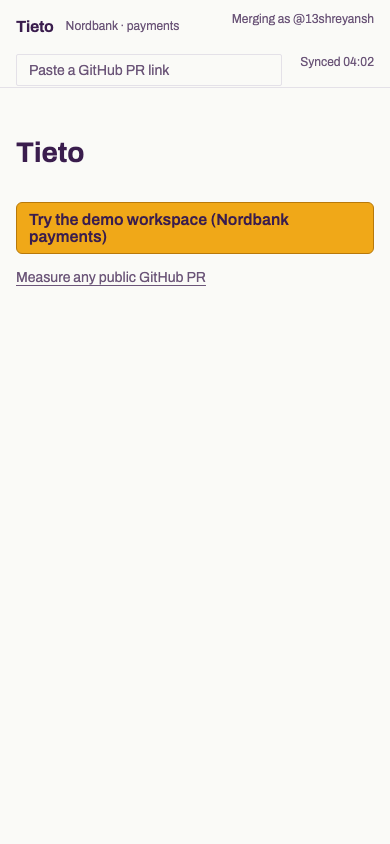 Tieto Nordbank · payments Merging as @13shreyansh
Paste a GitHub PR link Synced 04:02
Tieto
Try the demo workspace (Nordbank
payments)
Measure any public GitHub PR